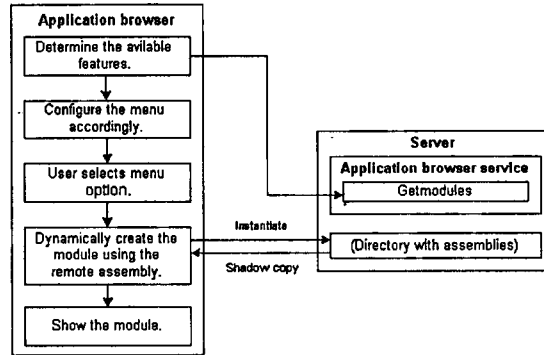 Application browser
Determine the avilable
features.
Configure the menu
accordingly.
User selects menu
option.
Dynamically create the
module using the
remote assembly.
Show the module.
Instantiate
Shadow copy
Server
Application browser service
Getmodules
(Directory with assemblies)